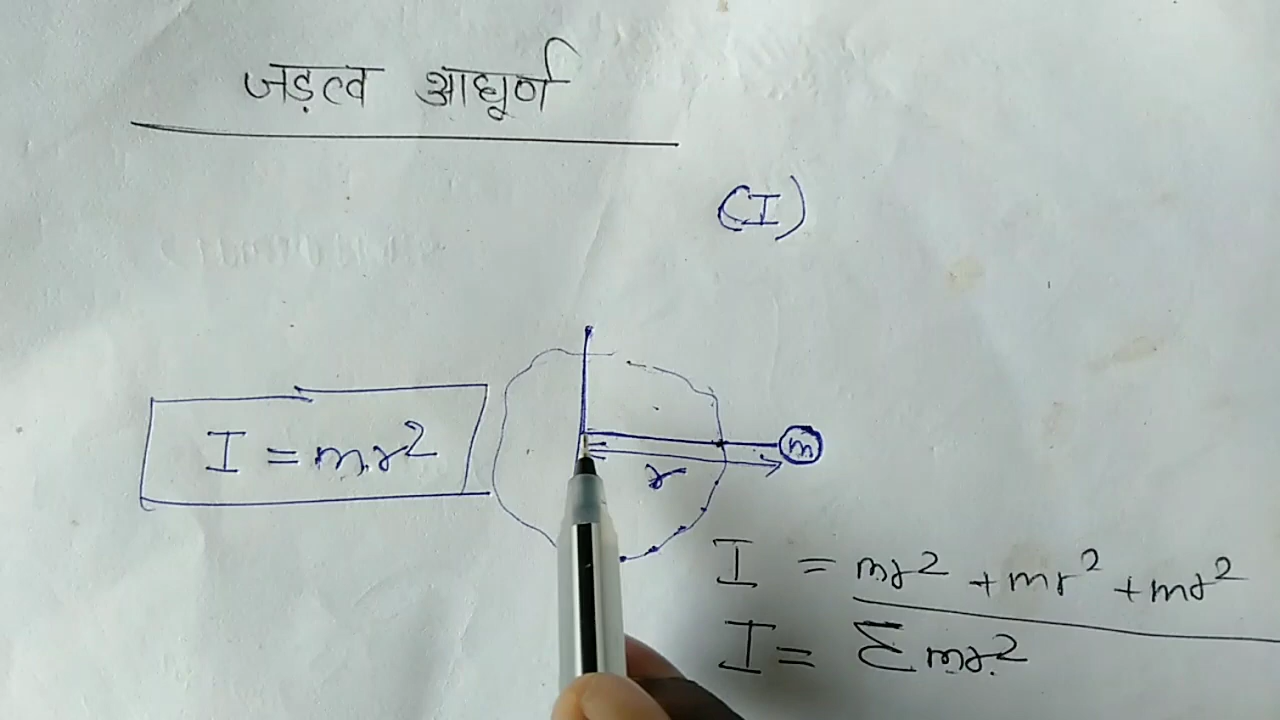 जड़त्व आघूर्ण
(I)
I = mr²
m
r
I = mr² + mr² + mr²
I = Σ mr²